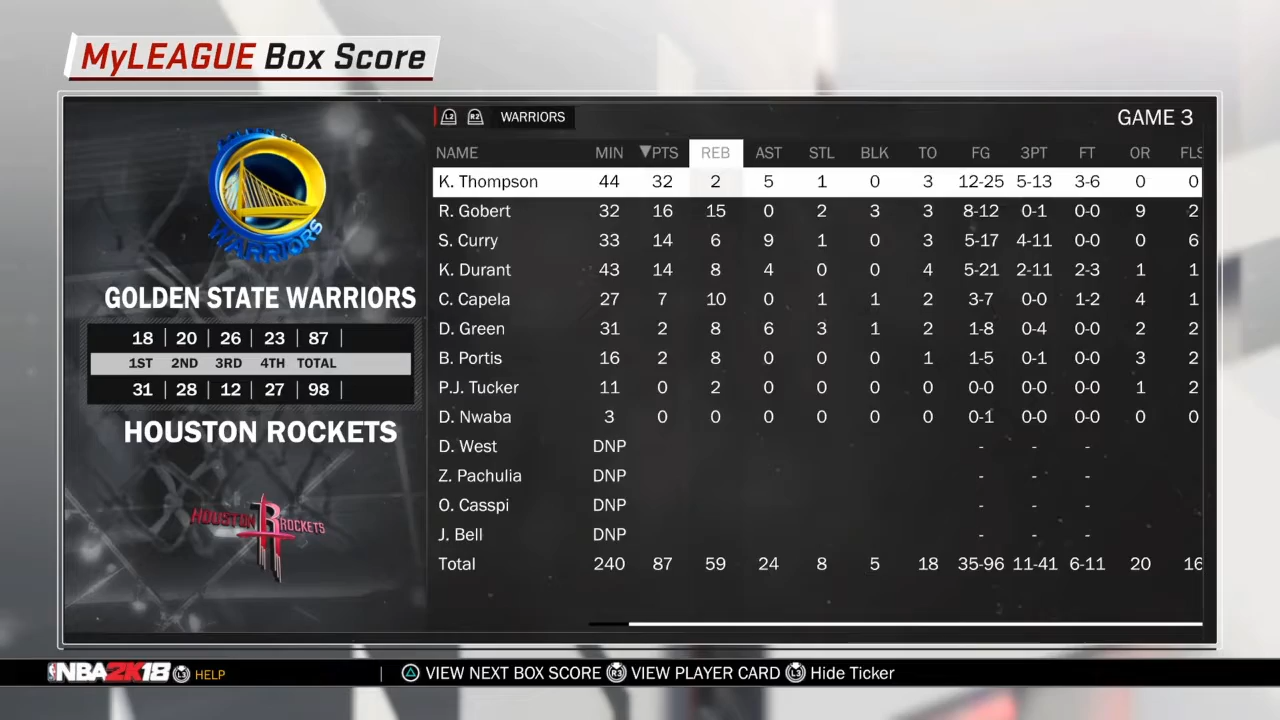 MyLEAGUE Box Score
L2 R2 WARRIORS GAME 3
NAME MIN ▼PTS REB AST STL BLK TO FG 3PT FT OR FLS
K. Thompson 44 32 2 5 1 0 3 12-25 5-13 3-6 0 0
R. Gobert 32 16 15 0 2 3 3 8-12 0-1 0-0 9 2
S. Curry 33 14 6 9 1 0 3 5-17 4-11 0-0 0 6
K. Durant 43 14 8 4 0 0 4 5-21 2-11 2-3 1 1
C. Capela 27 7 10 0 1 1 2 3-7 0-0 1-2 4 1
D. Green 31 2 8 6 3 1 2 1-8 0-4 0-0 2 2
B. Portis 16 2 8 0 0 0 1 1-5 0-1 0-0 3 2
P.J. Tucker 11 0 2 0 0 0 0 0-0 0-0 0-0 1 2
D. Nwaba 3 0 0 0 0 0 0 0-1 0-0 0-0 0 0
D. West DNP - - -
Z. Pachulia DNP - - -
O. Casspi DNP - - -
J. Bell DNP - - -
Total 240 87 59 24 8 5 18 35-96 11-41 6-11 20 16
GOLDEN STATE WARRIORS
WARRIORS
GOLDEN STATE WARRIORS
18 | 20 | 26 | 23 | 87 |
1ST 2ND 3RD 4TH TOTAL
31 | 28 | 12 | 27 | 98 |
HOUSTON ROCKETS
HOUSTON R ROCKETS
NBA 2K18 L3 HELP | VIEW NEXT BOX SCORE R3 VIEW PLAYER CARD L3 Hide Ticker